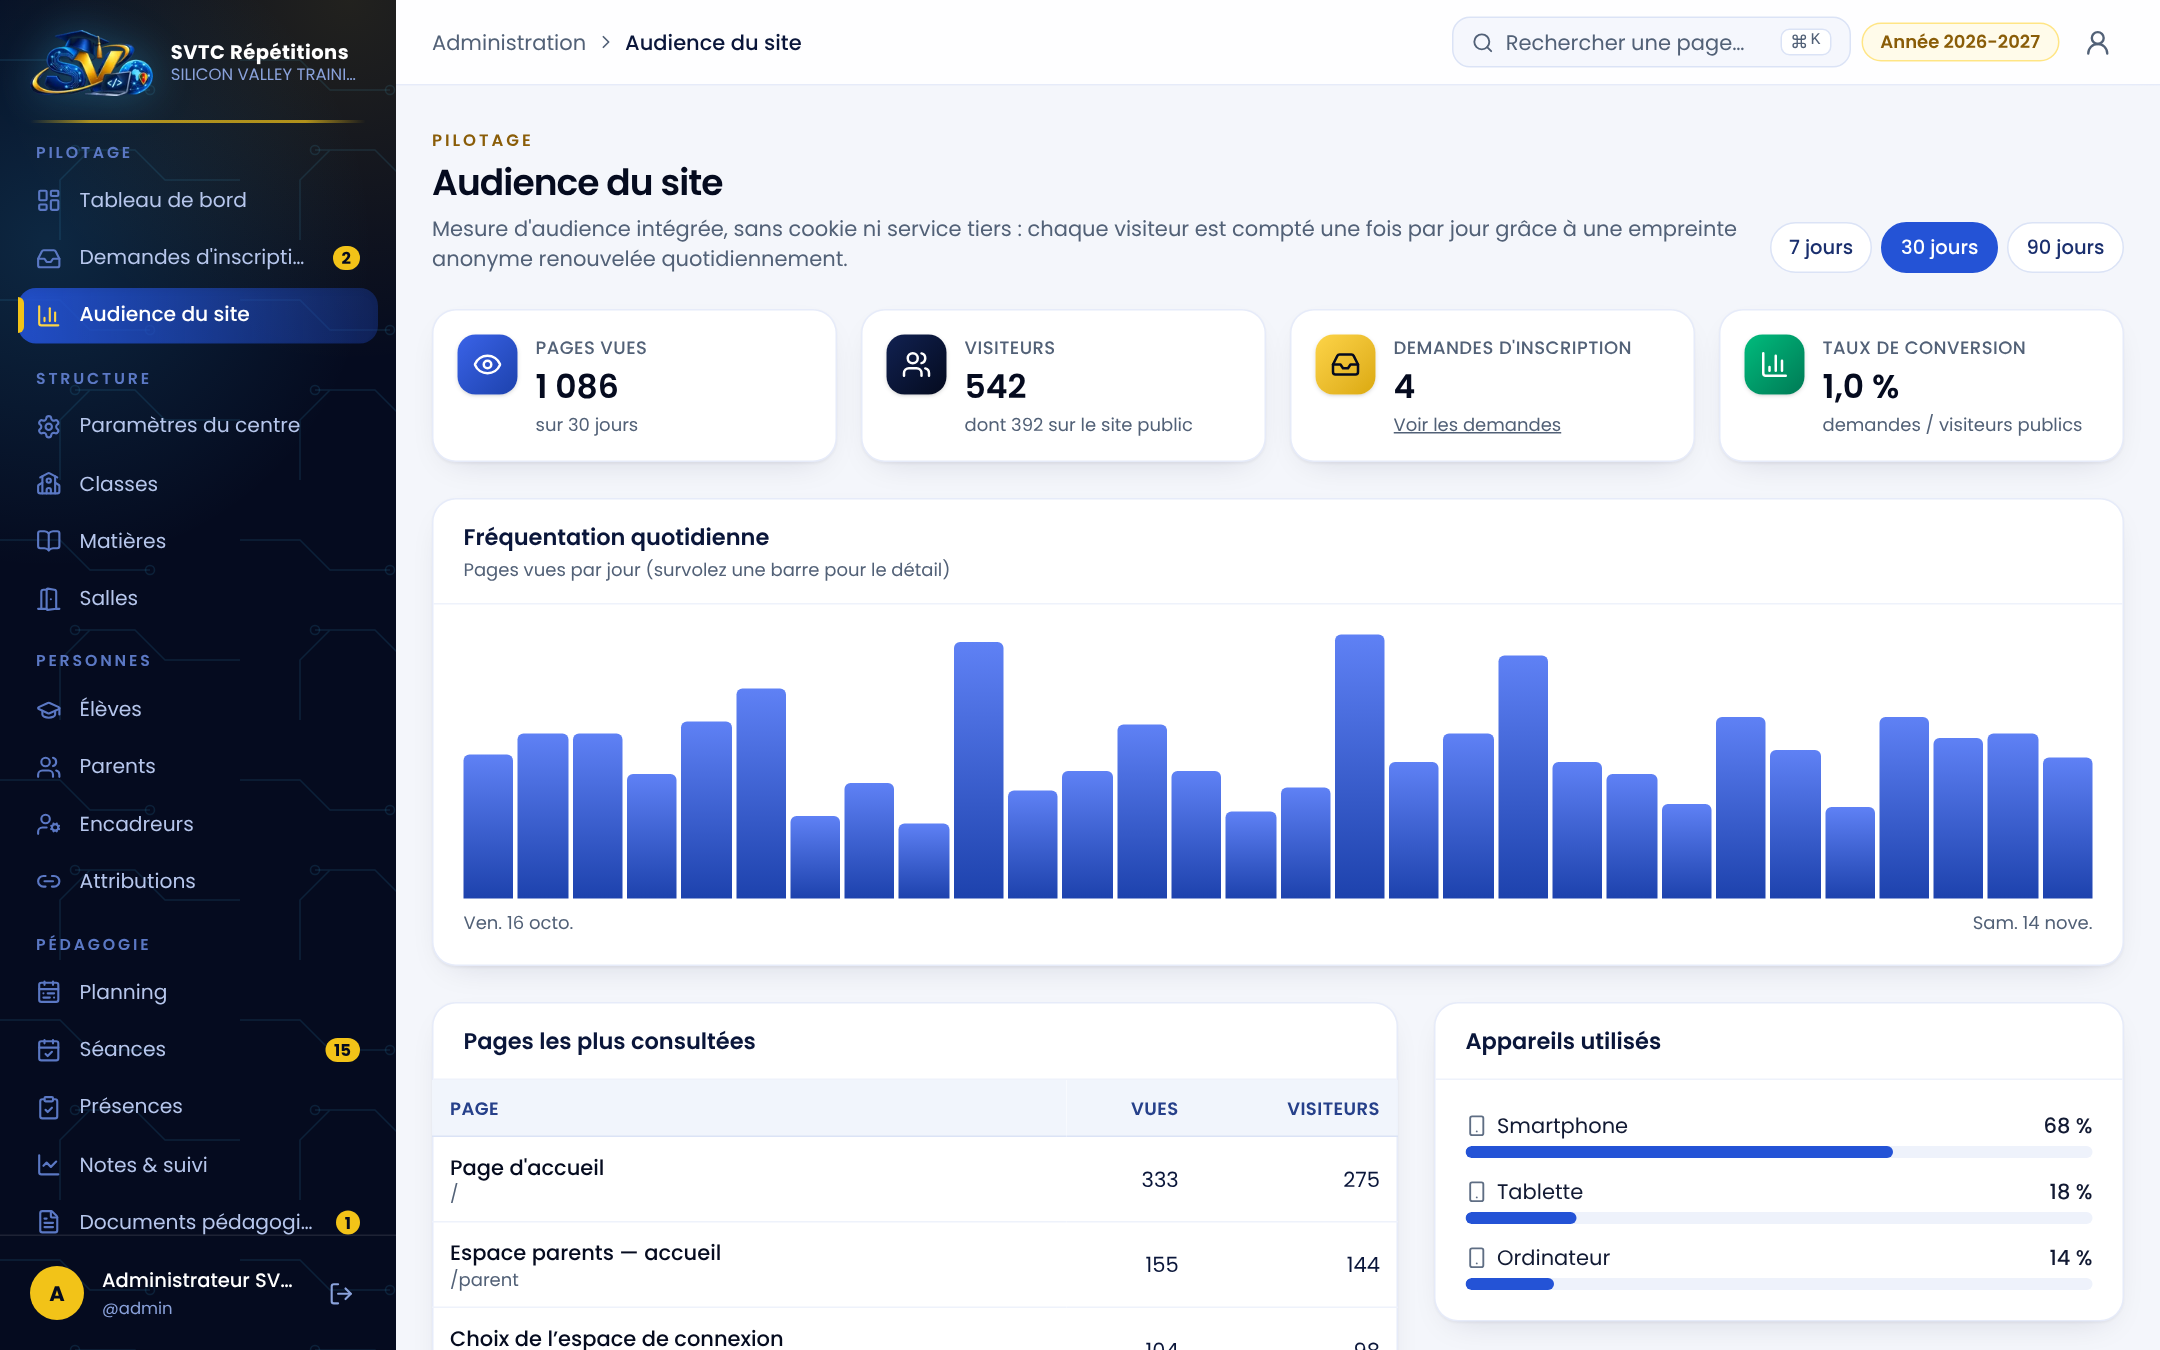 SVTC Répétitions
SILICON VALLEY TRAINI...
PILOTAGE
Tableau de bord
Demandes d'inscripti... 2
Audience du site
STRUCTURE
Paramètres du centre
Classes
Matières
Salles
PERSONNES
Élèves
Parents
Encadreurs
Attributions
PÉDAGOGIE
Planning
Séances 15
Présences
Notes & suivi
Documents pédagogi... 1
A
Administrateur SV...
@admin
Administration > Audience du site
Rechercher une page... ⌘ K
Année 2026-2027
PILOTAGE
Audience du site
Mesure d'audience intégrée, sans cookie ni service tiers : chaque visiteur est compté une fois par jour grâce à une empreinte
anonyme renouvelée quotidiennement.
7 jours 30 jours 90 jours
PAGES VUES
1 086
sur 30 jours
VISITEURS
542
dont 392 sur le site public
DEMANDES D'INSCRIPTION
4
Voir les demandes
TAUX DE CONVERSION
1,0 %
demandes / visiteurs publics
Fréquentation quotidienne
Pages vues par jour (survolez une barre pour le détail)
Ven. 16 octo. Sam. 14 nove.
Pages les plus consultées
PAGE VUES VISITEURS
Page d'accueil
/
333 275
Espace parents — accueil
/parent
155 144
Choix de l’espace de connexion
104 98
Appareils utilisés
Smartphone 68 %
Tablette 18 %
Ordinateur 14 %